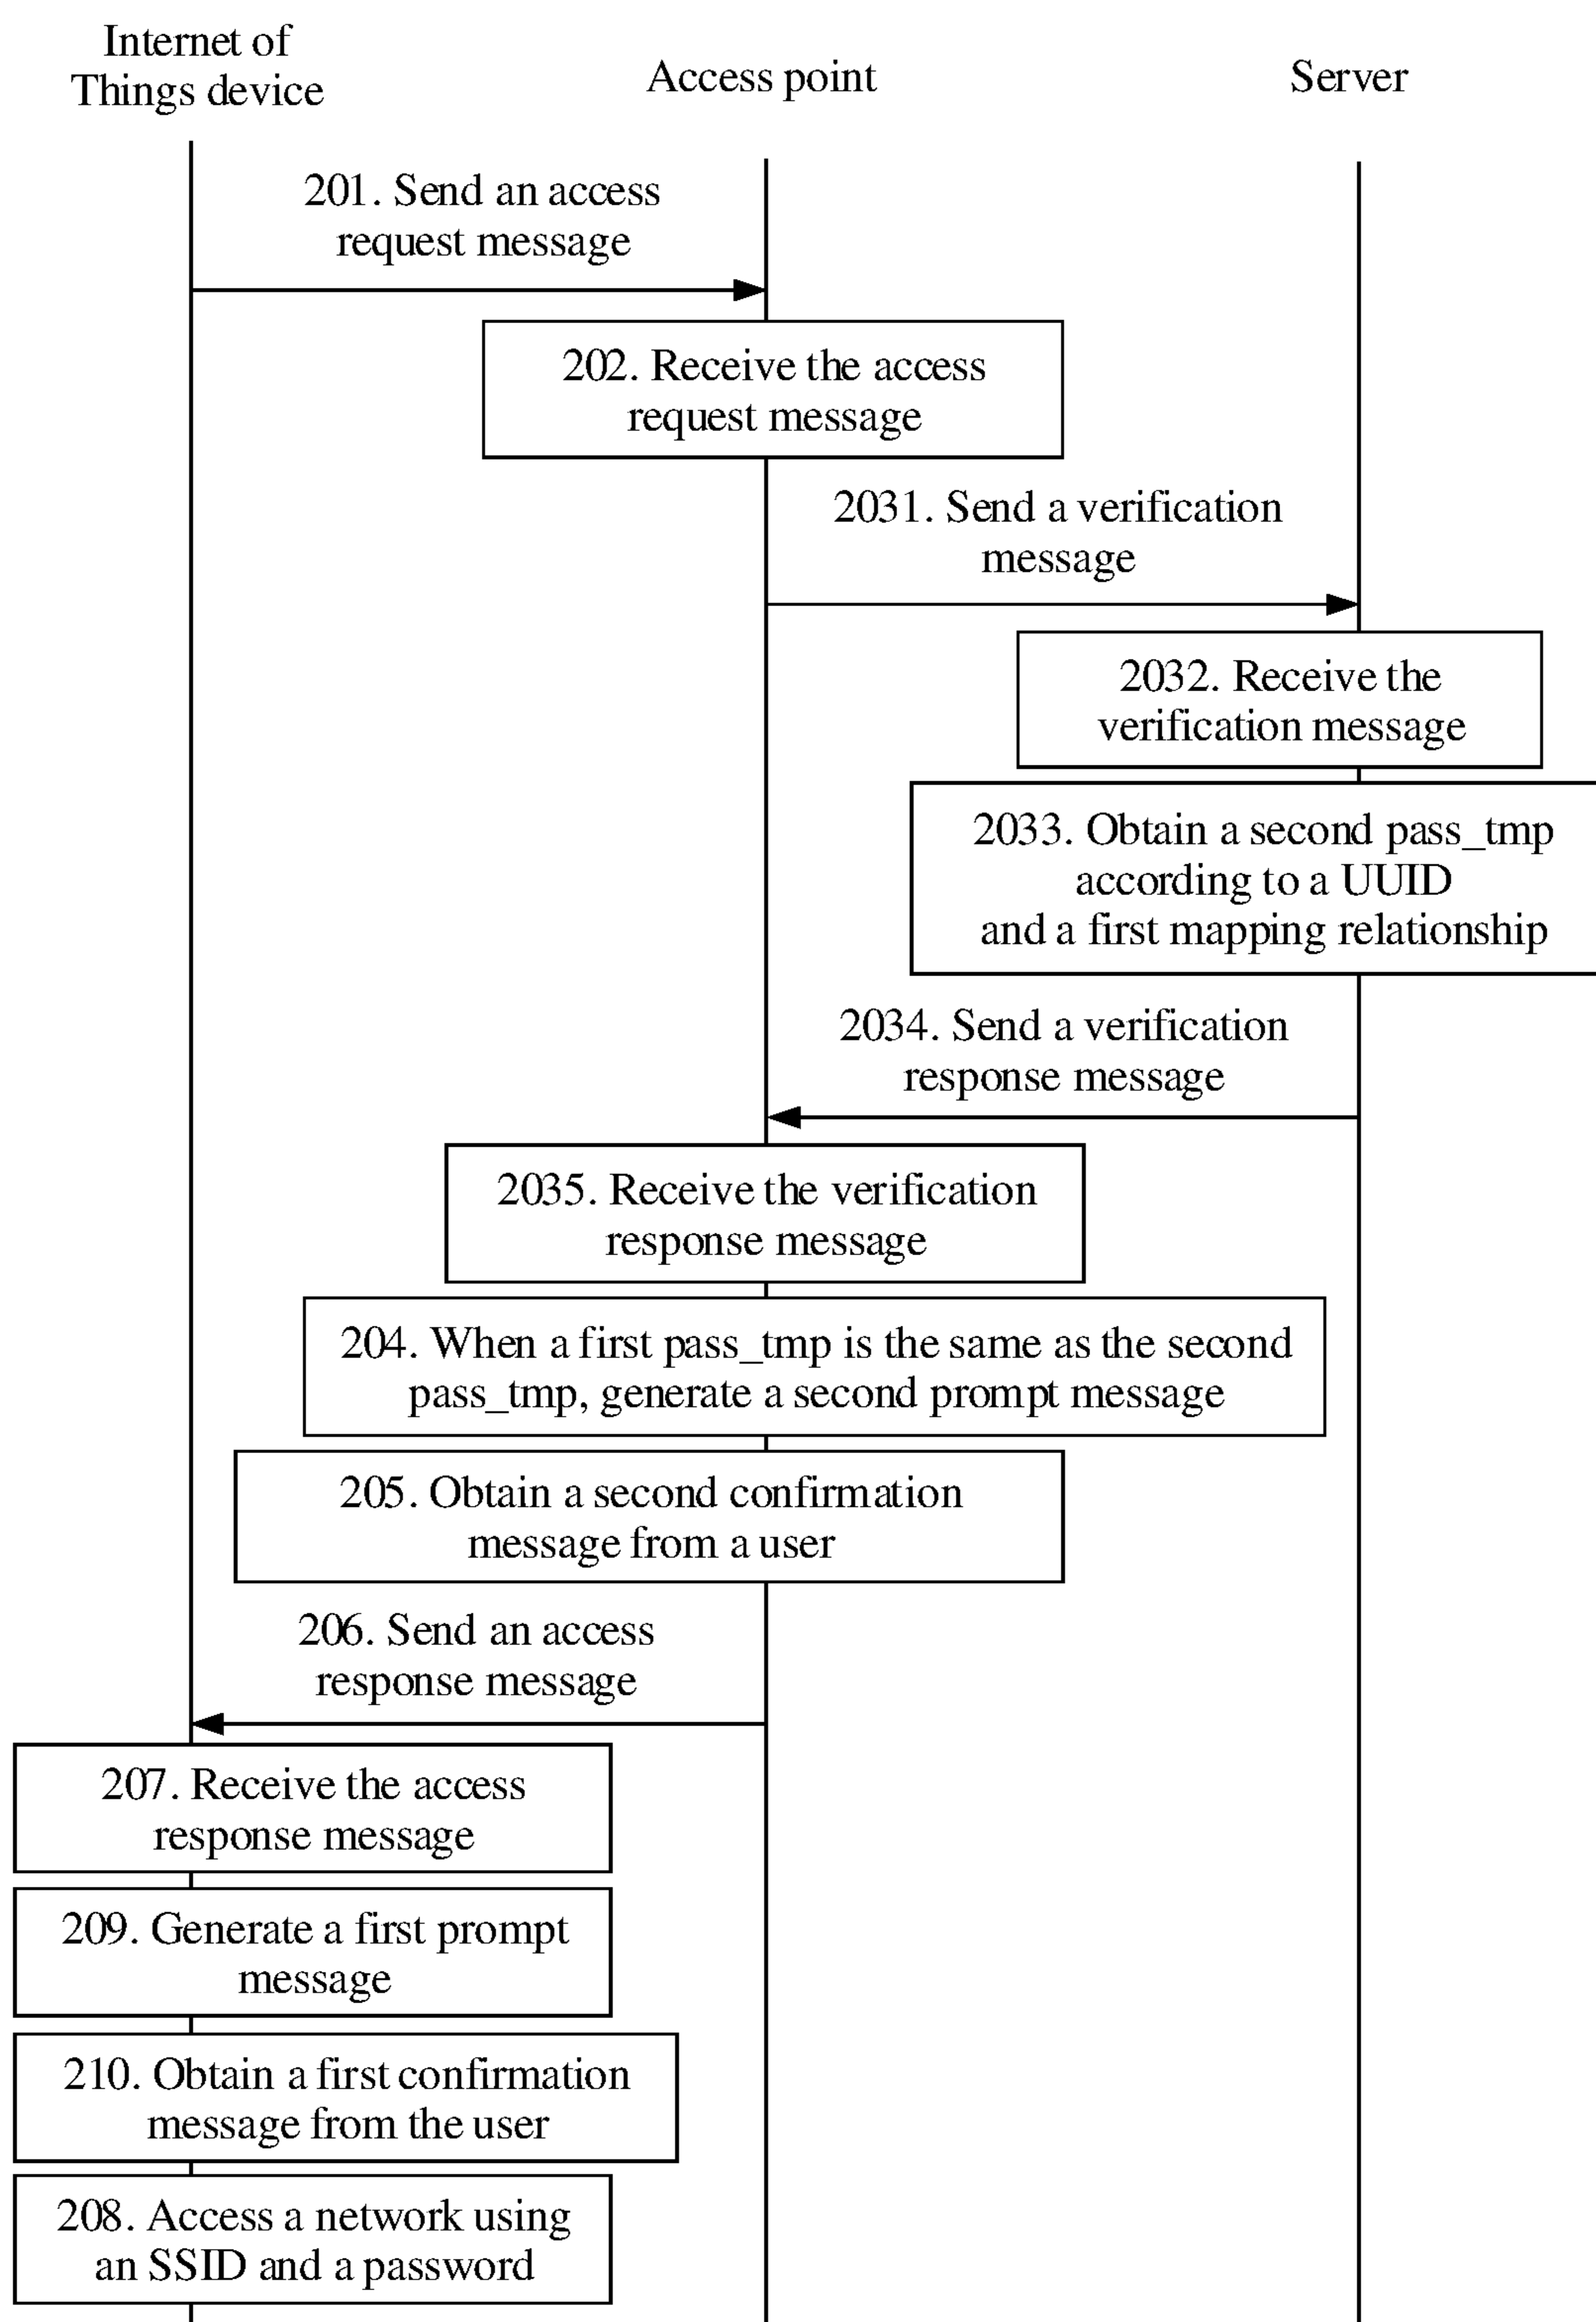 Internet of
Things device
Access point
Server
201. Send an access
request message
202. Receive the access
request message
2031. Send a verification
message
2032. Receive the
verification message
2033. Obtain a second pass_tmp
according to a UUID
and a first mapping relationship
2034. Send a verification
response message
2035. Receive the verification
response message
204. When a first pass_tmp is the same as the second
pass_tmp, generate a second prompt message
205. Obtain a second confirmation
message from a user
206. Send an access
response message
207. Receive the access
response message
209. Generate a first prompt
message
210. Obtain a first confirmation
message from the user
208. Access a network using
an SSID and a password